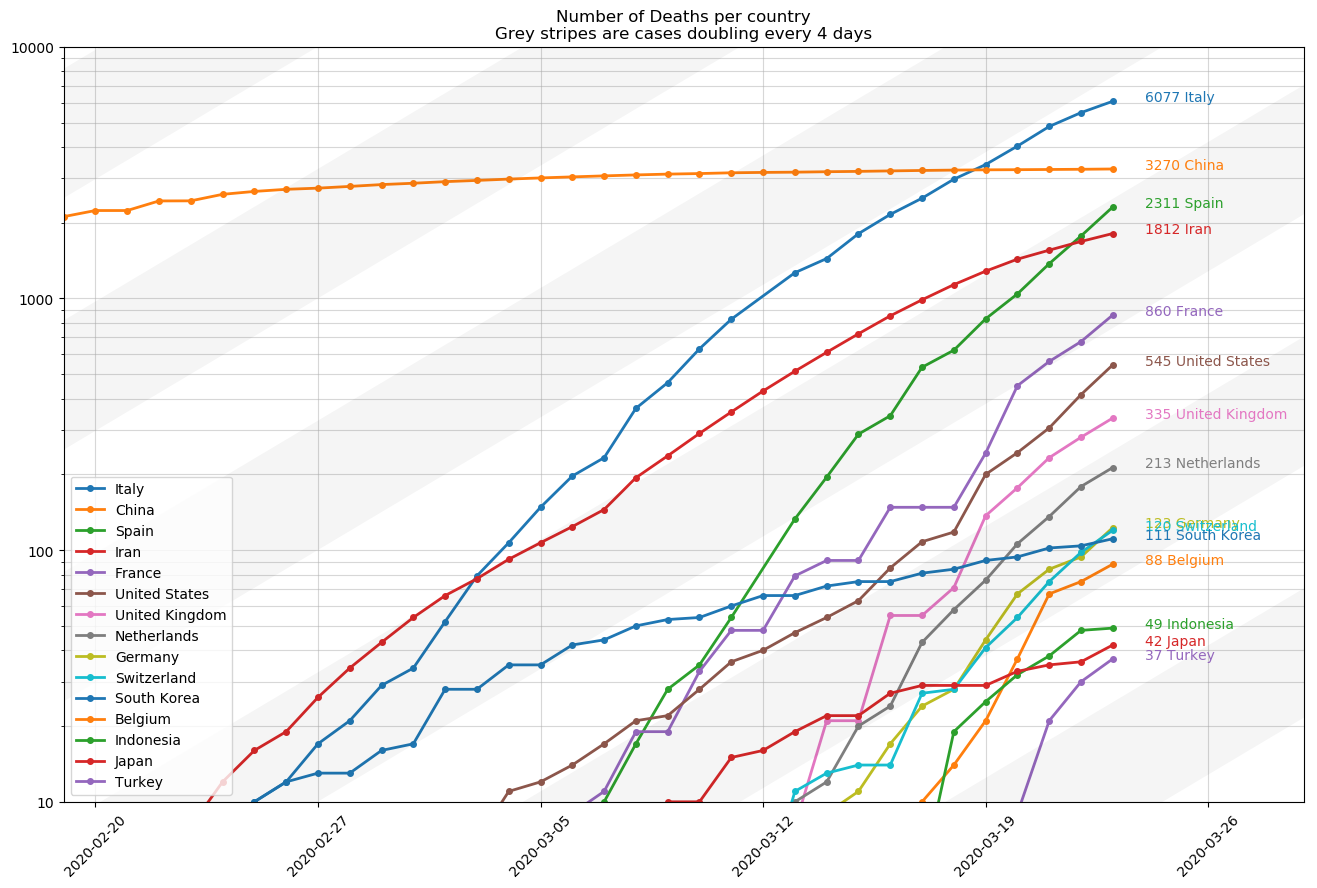 Number of Deaths per country
Grey stripes are cases doubling every 4 days
10000
1000
100
10
6077 Italy
3270 China
2311 Spain
1812 Iran
860 France
545 United States
335 United Kingdom
213 Netherlands
123 Germany
120 Switzerland
111 South Korea
88 Belgium
49 Indonesia
42 Japan
37 Turkey
Italy
China
Spain
Iran
France
United States
United Kingdom
Netherlands
Germany
Switzerland
South Korea
Belgium
Indonesia
Japan
Turkey
2020-02-20
2020-02-27
2020-03-05
2020-03-12
2020-03-19
2020-03-26